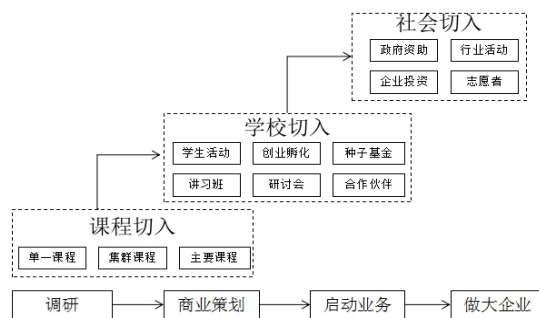 社会切入
政府资助 行业活动
企业投资 志愿者
学校切入
学生活动 创业孵化 种子基金
讲习班 研讨会 合作伙伴
课程切入
单一课程 集群课程 主要课程
调研 商业策划 启动业务 做大企业